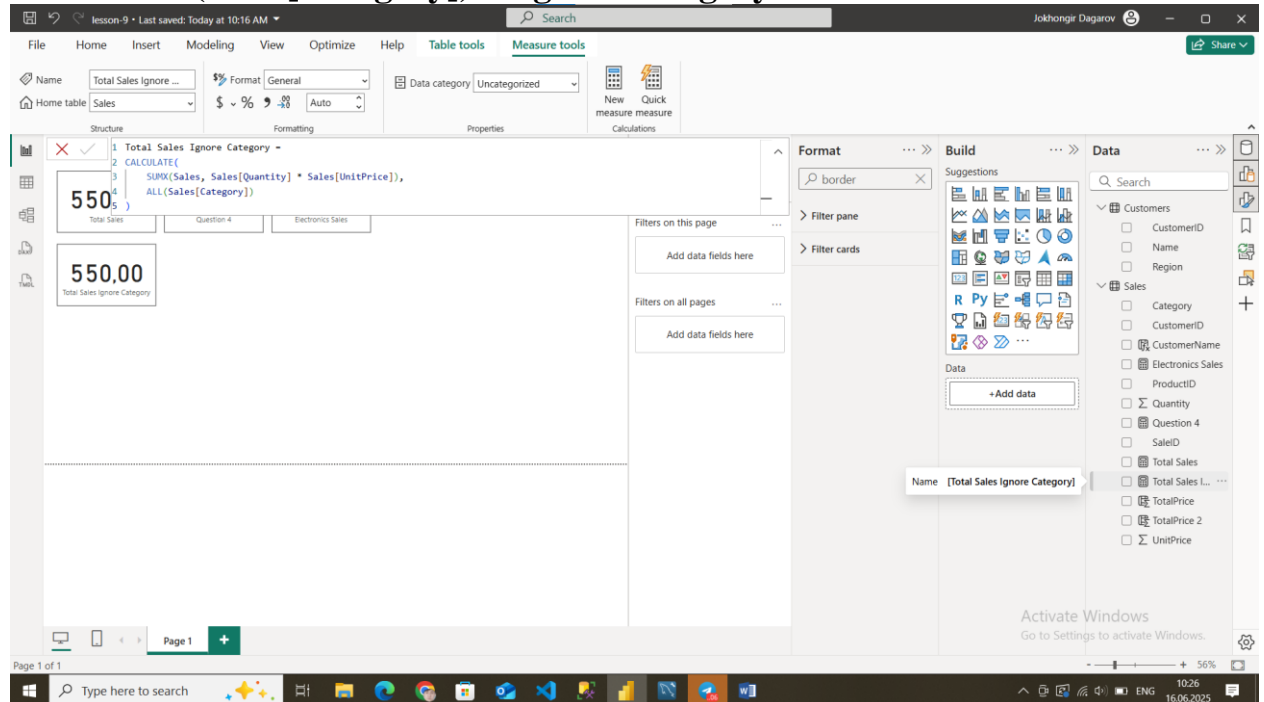 lesson-9 • Last saved: Today at 10:16 AM
Search
Jokhongir Dagarov
File Home Insert Modeling View Optimize Help Table tools Measure tools
Share
Name Total Sales Ignore ...
Home table Sales
Structure
$% Format General
$ % 9 Auto
Formatting
Data category Uncategorized
Properties
New measure
Quick measure
Calculations
1 Total Sales Ignore Category =
2 CALCULATE(
3 SUMX(Sales, Sales[Quantity] * Sales[UnitPrice]),
4 ALL(Sales[Category])
5 )
550
Total Sales
Question 4
Electronics Sales
550,00
Total Sales Ignore Category
Filters on this page ...
Add data fields here
Filters on all pages ...
Add data fields here
Format
border
Filter pane
Filter cards
Build
Suggestions
123
R Py
...
Data
+Add data
Name [Total Sales Ignore Category]
Data
Search
Customers
CustomerID
Name
Region
Sales
Category
CustomerID
CustomerName
Electronics Sales
ProductID
Quantity
Question 4
SaleID
Total Sales
Total Sales I... ...
TotalPrice
TotalPrice 2
UnitPrice
Activate Windows
Go to Settings to activate Windows.
Page 1
Page 1 of 1
- + 56%
Type here to search
ENG
10:26
16.06.2025